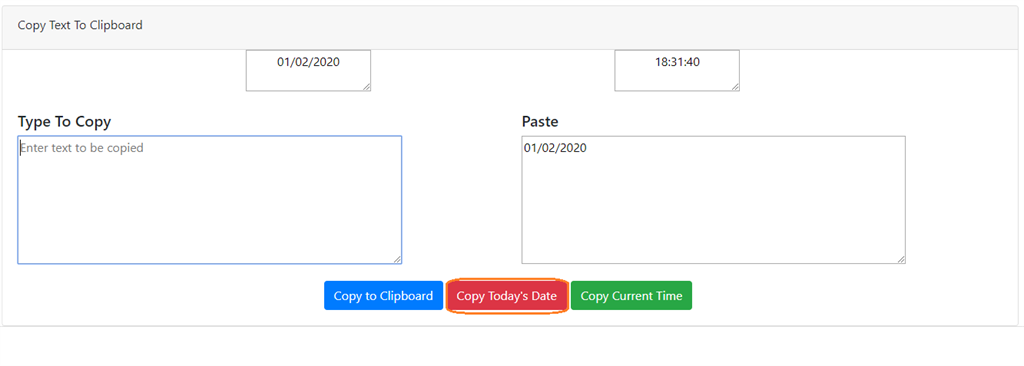 Copy Text To Clipboard
01/02/2020
18:31:40
Type To Copy
Paste
Enter text to be copied
01/02/2020
Copy to Clipboard
Copy Today's Date
Copy Current Time